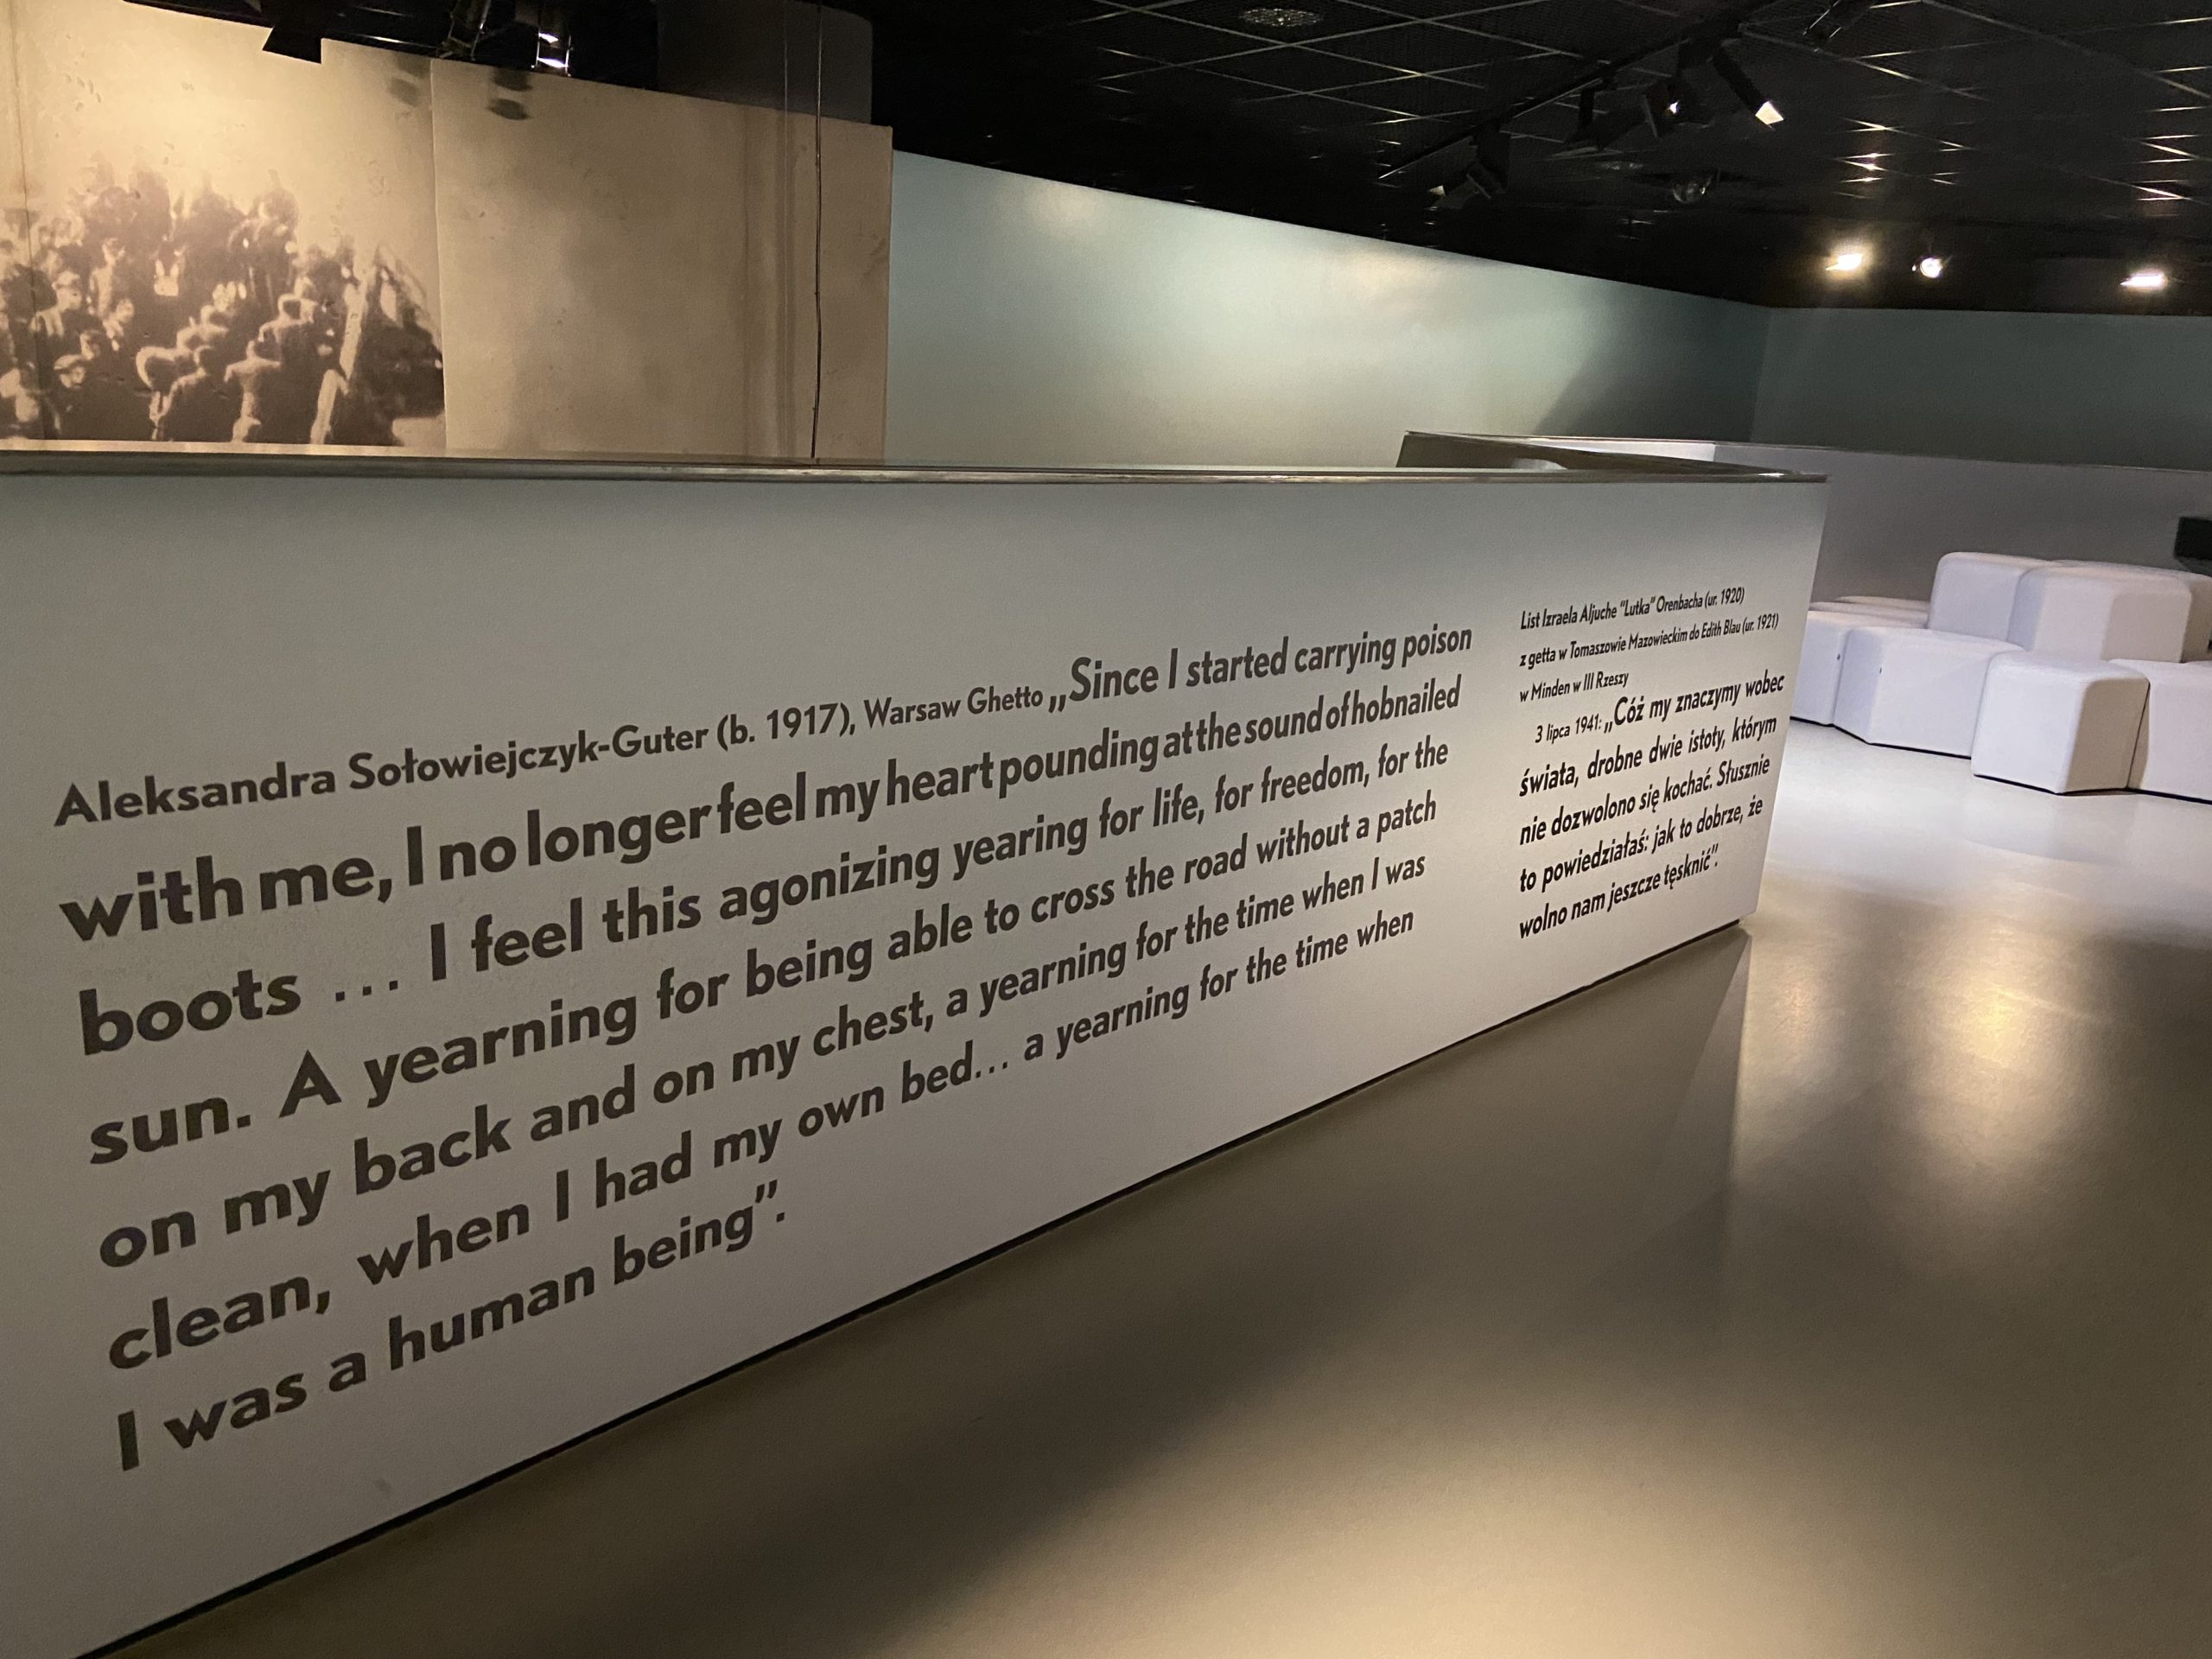 Aleksandra Sołowiejczyk-Guter (b. 1917), Warsaw Ghetto „Since I started carrying poison
with me, I no longer feel my heart pounding at the sound of hobnailed
boots ... I feel this agonizing yearing for life, for freedom, for the
sun. A yearning for being able to cross the road without a patch
on my back and on my chest, a yearning for the time when I was
clean, when I had my own bed... a yearning for the time when
I was a human being”.
List Izraela Aljuche "Lutka" Orenbacha (ur. 1920)
z getta w Tomaszowie Mazowieckim do Edith Blau (ur. 1921)
w Minden w III Rzeszy
3 lipca 1941: „Cóż my znaczymy wobec
świata, drobne dwie istoty, którym
nie dozwolono się kochać. Słusznie
to powiedziałaś: jak to dobrze, że
wolno nam jeszcze tęsknić”.